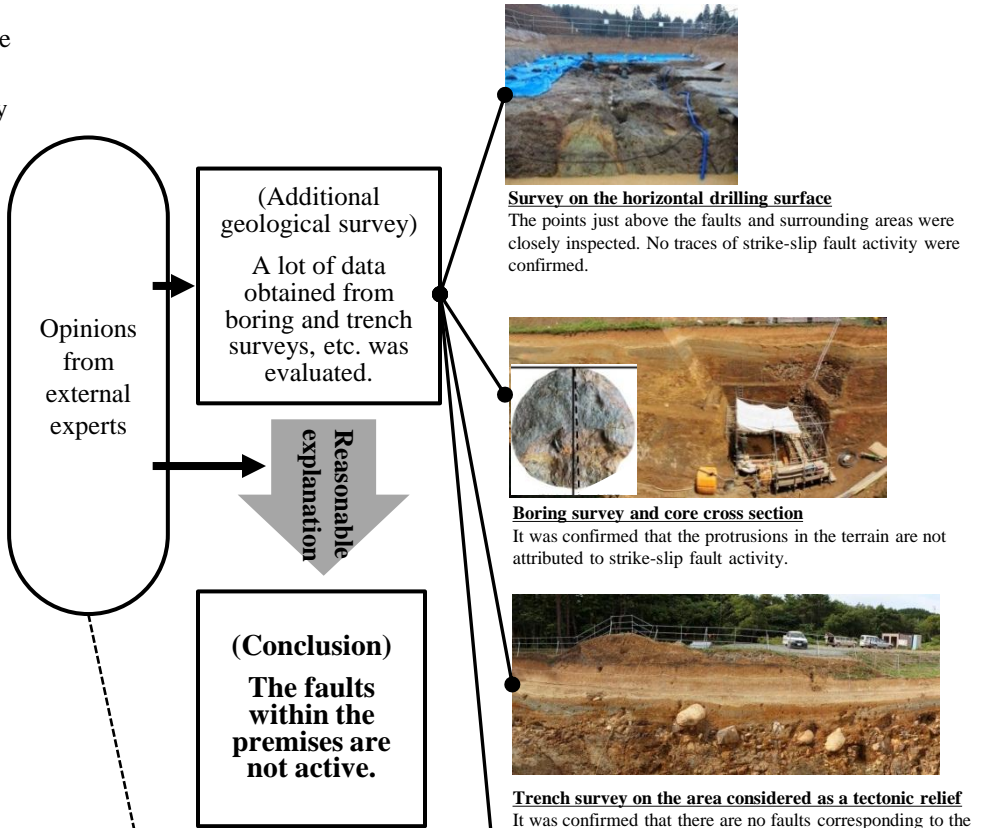 e
y
Opinions
from
external
experts
(Additional
geological survey)
A lot of data
obtained from
boring and trench
surveys, etc. was
evaluated.
Reasonable
explanation
(Conclusion)
The faults
within the
premises are
not active.
Survey on the horizontal drilling surface
The points just above the faults and surrounding areas were
closely inspected. No traces of strike-slip fault activity were
confirmed.
Boring survey and core cross section
It was confirmed that the protrusions in the terrain are not
attributed to strike-slip fault activity.
Trench survey on the area considered as a tectonic relief
It was confirmed that there are no faults corresponding to the